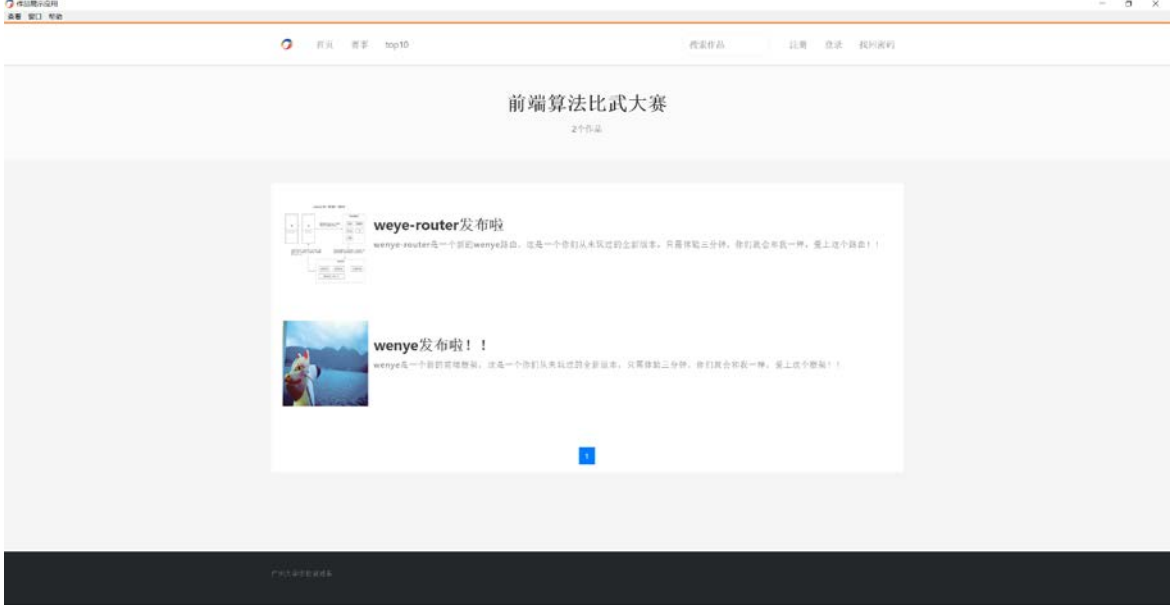 作品展示应用
查看 窗口 帮助
首页 赛事 top10 搜索作品 注册 登录 找回密码
前端算法比武大赛
2个作品
weye-router发布啦
wenye-router是一个新的wenye路由，这是一个你们从未玩过的全新版本，只需体验三分钟，你们就会和我一样，爱上这个路由！！
wenye发布啦！！
wenye是一个新的前端框架，这是一个你们从未玩过的全新版本，只需体验三分钟，你们就会和我一样，爱上这个框架！！
1